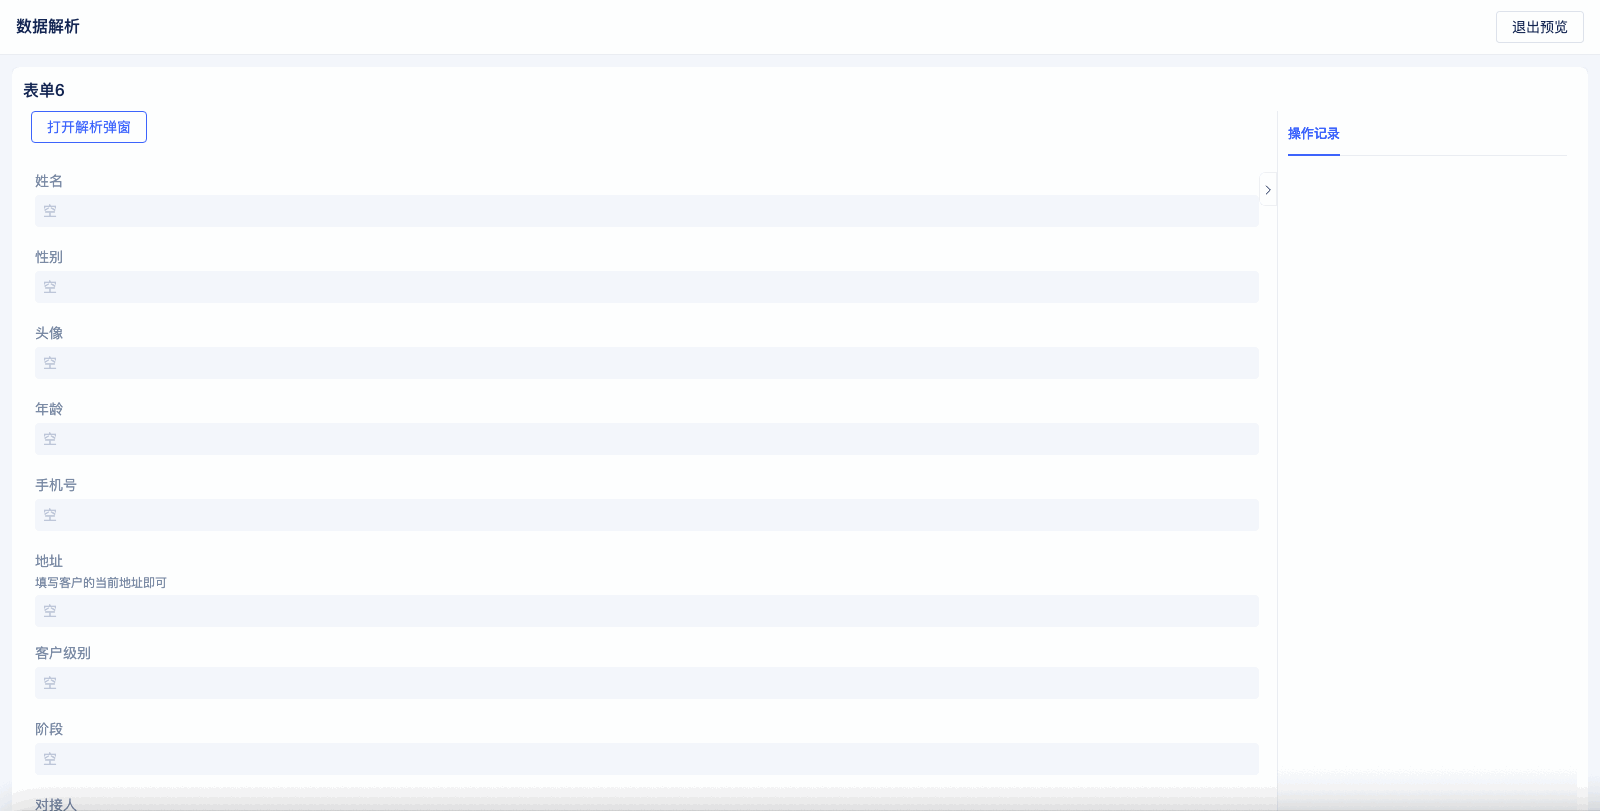 数据解析
退出预览
表单6
打开解析弹窗
操作记录
姓名
空
性别
空
头像
空
年龄
空
手机号
空
地址
填写客户的当前地址即可
空
客户级别
空
阶段
空
对接人